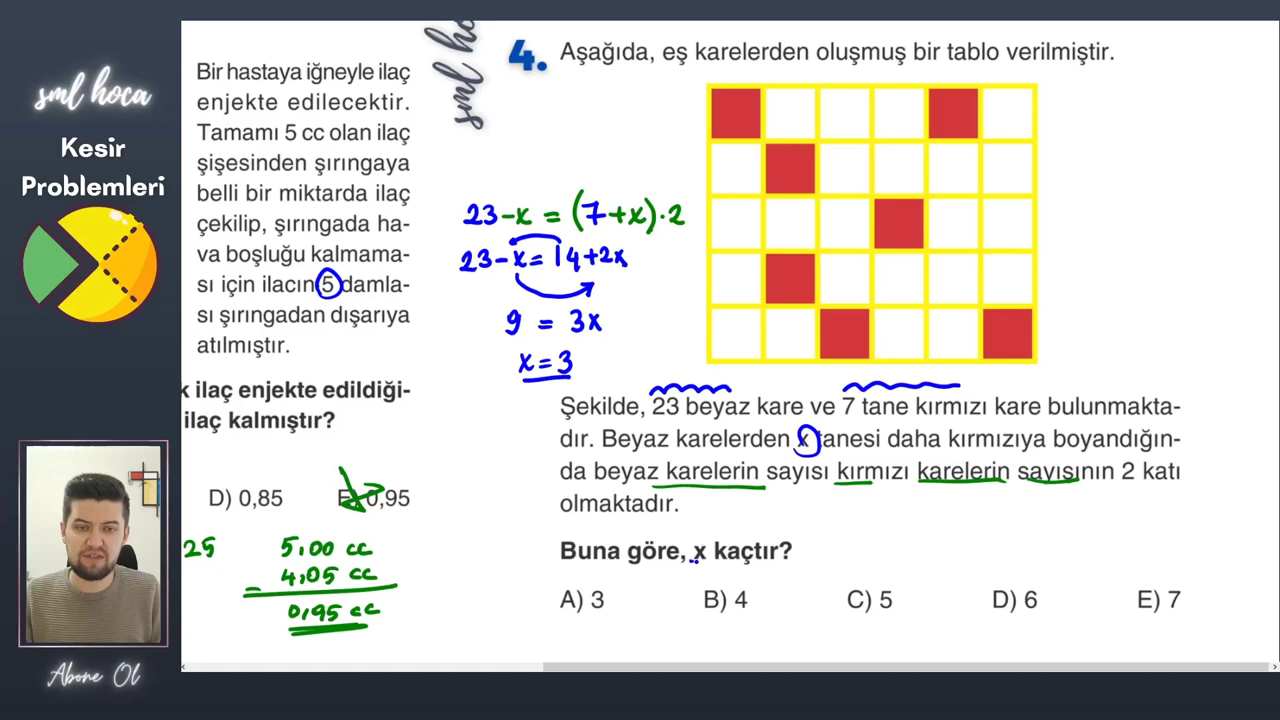 sml hoca
Kesir
Problemleri
Abone Ol
Bir hastaya iğneyle ilaç
enjekte edilecektir.
Tamamı 5 cc olan ilaç
şişesinden şırıngaya
belli bir miktarda ilaç
çekilip, şırıngada ha-
va boşluğu kalmama-
sı için ilacın 5 damla-
sı şırıngadan dışarıya
atılmıştır.
k ilaç enjekte edildiği-
ilaç kalmıştır?
D) 0,85 E) 0,95
25
5,00 cc
- 4,05 cc
0,95 cc
sml ho
4. Aşağıda, eş karelerden oluşmuş bir tablo verilmiştir.
23-x = (7+x)·2
23-x = 14+2x
9 = 3x
x=3
Şekilde, 23 beyaz kare ve 7 tane kırmızı kare bulunmakta-
dır. Beyaz karelerden x tanesi daha kırmızıya boyandığın-
da beyaz karelerin sayısı kırmızı karelerin sayısının 2 katı
olmaktadır.
Buna göre, x kaçtır?
A) 3 B) 4 C) 5 D) 6 E) 7